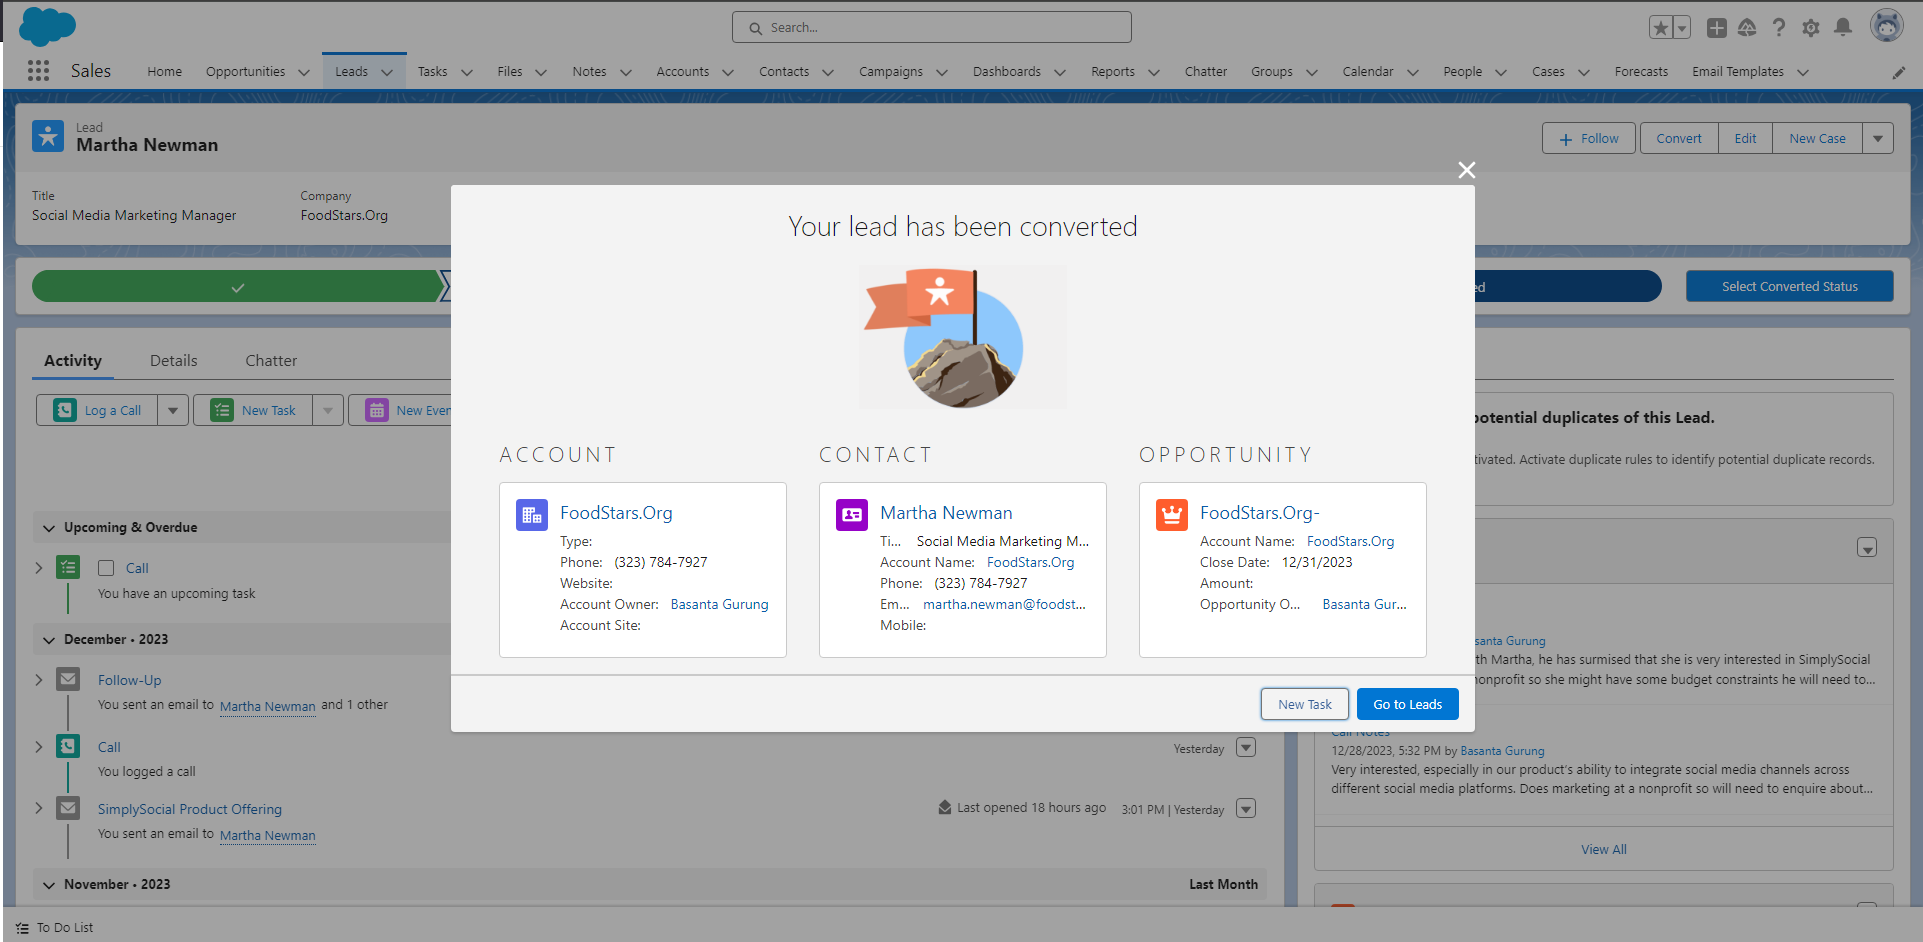 Search...
Sales
Home
Opportunities
Leads
Tasks
Files
Notes
Accounts
Contacts
Campaigns
Dashboards
Reports
Chatter
Groups
Calendar
People
Cases
Forecasts
Email Templates
Lead
Martha Newman
Follow
Convert
Edit
New Case
Title
Social Media Marketing Manager
Company
FoodStars.Org
Select Converted Status
Activity
Details
Chatter
Log a Call
New Task
New Even
potential duplicates of this Lead.
tivated. Activate duplicate rules to identify potential duplicate records.
Upcoming & Overdue
Call
You have an upcoming task
December • 2023
Follow-Up
You sent an email to Martha Newman and 1 other
Call
You logged a call
Yesterday
SimplySocial Product Offering
You sent an email to Martha Newman
Last opened 18 hours ago
3:01 PM | Yesterday
November • 2023
Last Month
Your lead has been converted
ACCOUNT
FoodStars.Org
Type:
Phone: (323) 784-7927
Website:
Account Owner: Basanta Gurung
Account Site:
CONTACT
Martha Newman
Ti... Social Media Marketing M...
Account Name: FoodStars.Org
Phone: (323) 784-7927
Em... martha.newman@foodst...
Mobile:
OPPORTUNITY
FoodStars.Org-
Account Name: FoodStars.Org
Close Date: 12/31/2023
Amount:
Opportunity O... Basanta Gur...
New Task
Go to Leads
santa Gurung
th Martha, he has surmised that she is very interested in SimplySocial
nonprofit so she might have some budget constraints he will need to...
Call Notes
12/28/2023, 5:32 PM by Basanta Gurung
Very interested, especially in our product's ability to integrate social media channels across
different social media platforms. Does marketing at a nonprofit so will need to enquire about...
View All
To Do List